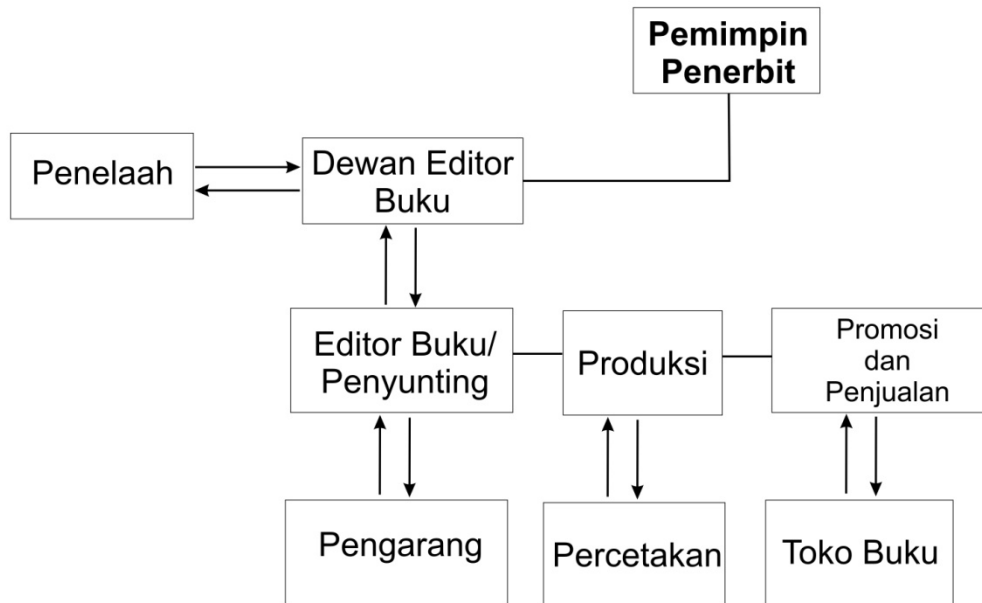 Pemimpin
Penerbit
Penelaah
Dewan Editor
Buku
Editor Buku/
Penyunting
Produksi
Promosi
dan
Penjualan
Pengarang
Percetakan
Toko Buku